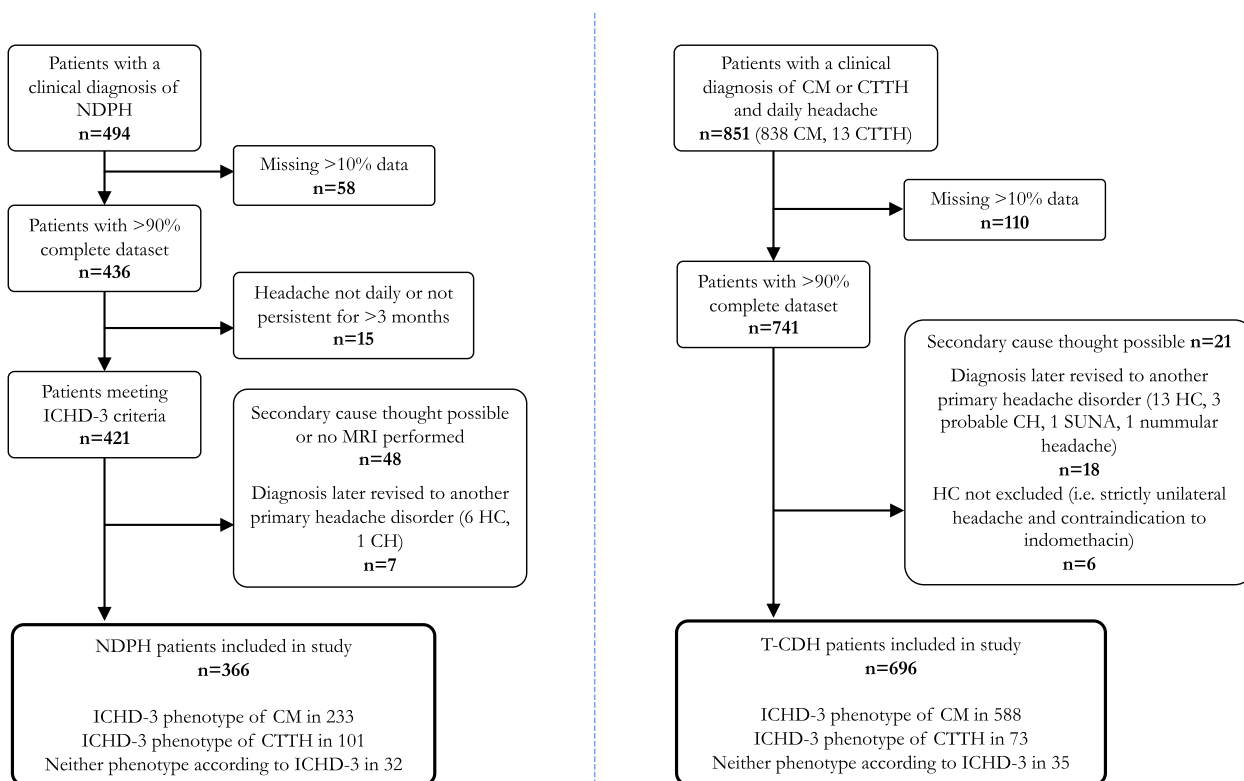 Patients with a
clinical diagnosis of
NDPH
n=494
Missing >10% data
n=58
Patients with >90%
complete dataset
n=436
Headache not daily or not
persistent for >3 months
n=15
Patients meeting
ICHD-3 criteria
n=421
Secondary cause thought possible
or no MRI performed
n=48
Diagnosis later revised to another
primary headache disorder (6 HC,
1 CH)
n=7
NDPH patients included in study
n=366
ICHD-3 phenotype of CM in 233
ICHD-3 phenotype of CTTH in 101
Neither phenotype according to ICHD-3 in 32
Patients with a clinical
diagnosis of CM or CTTH
and daily headache
n=851 (838 CM, 13 CTTH)
Missing >10% data
n=110
Patients with >90%
complete dataset
n=741
Secondary cause thought possible n=21
Diagnosis later revised to another
primary headache disorder (13 HC, 3
probable CH, 1 SUNA, 1 nummular
headache)
n=18
HC not excluded (i.e. strictly unilateral
headache and contraindication to
indomethacin)
n=6
T-CDH patients included in study
n=696
ICHD-3 phenotype of CM in 588
ICHD-3 phenotype of CTTH in 73
Neither phenotype according to ICHD-3 in 35